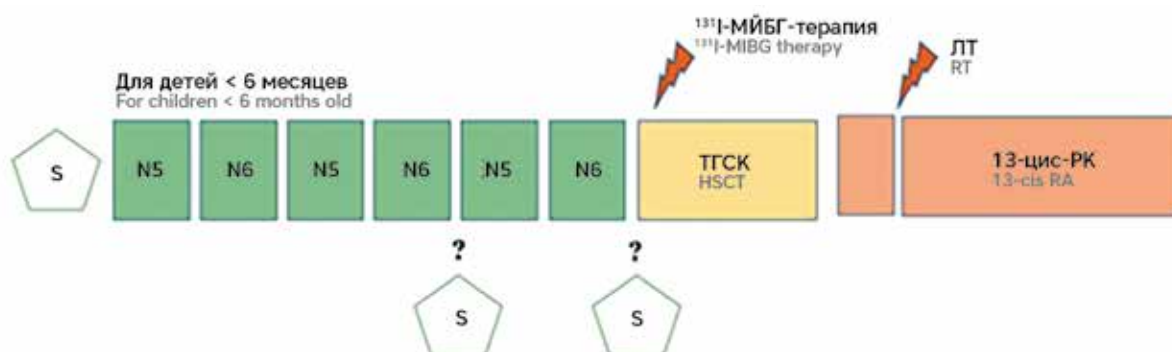 ¹³¹I-МЙБГ-терапия
¹³¹I-MIBG therapy
ЛТ
RT
Для детей < 6 месяцев
For children < 6 months old
S
N5
N6
N5
N6
N5
N6
ТГСК
HSCT
13-цис-РК
13-cis RA
?
?
S
S